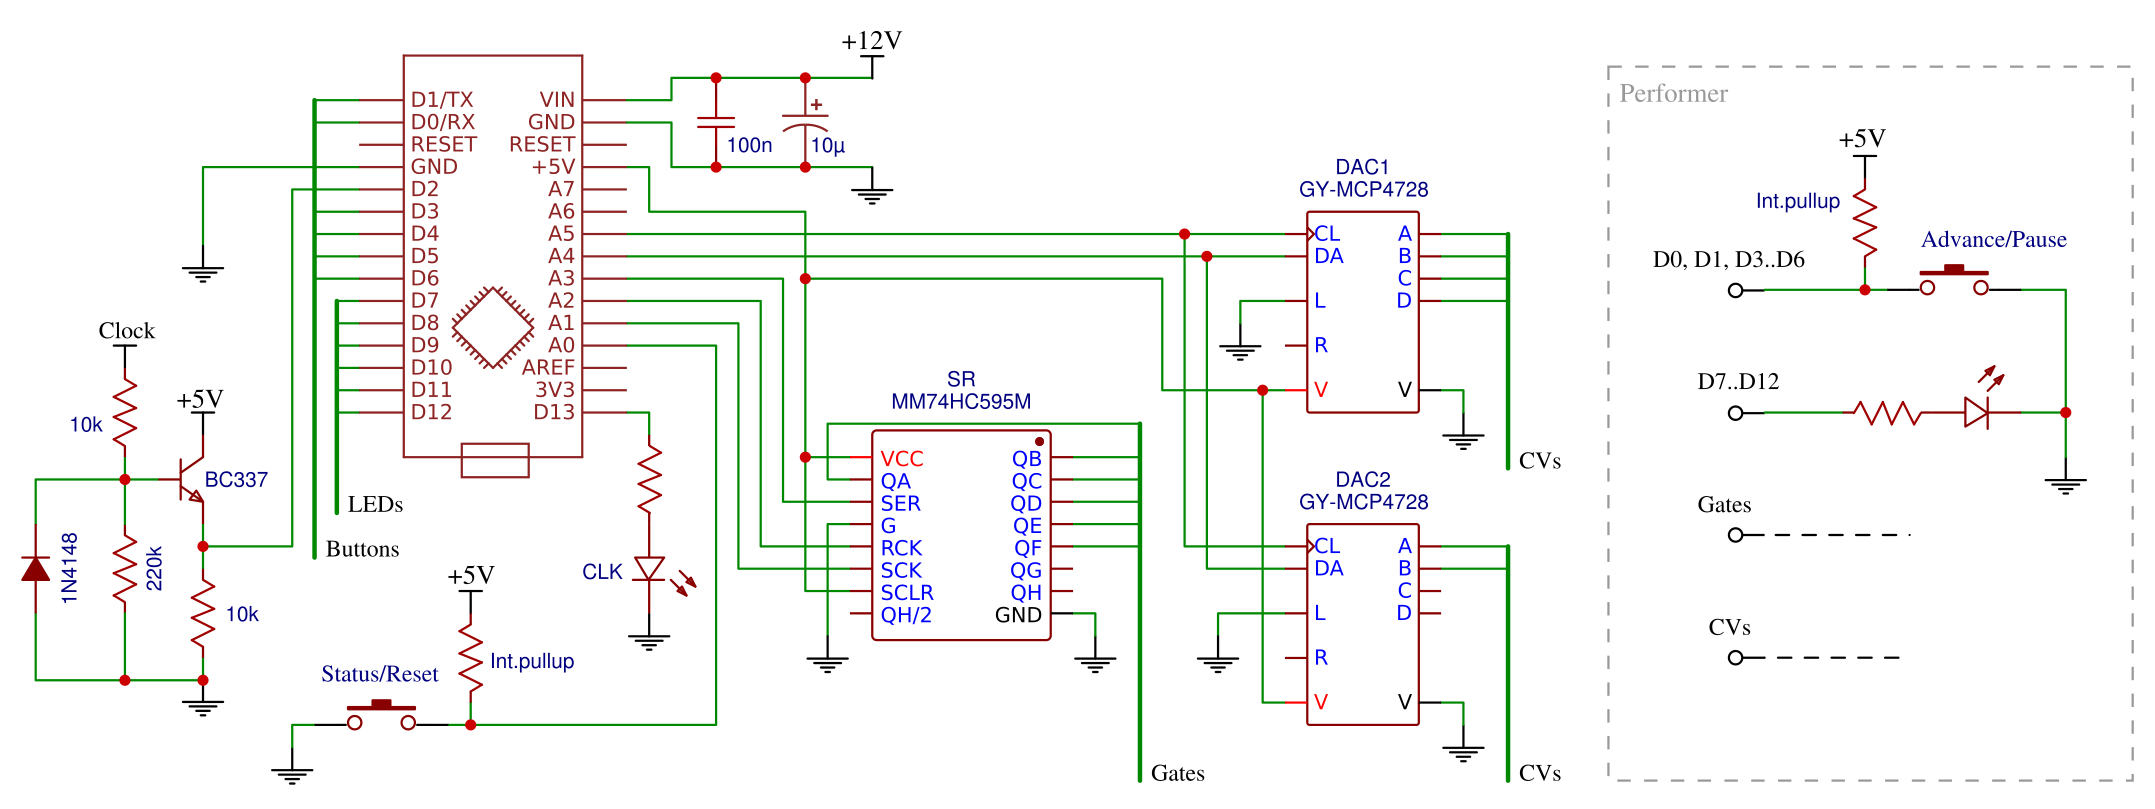 +12V
D1/TX
D0/RX
RESET
GND
D2
D3
D4
D5
D6
D7
D8
D9
D10
D11
D12
VIN
GND
RESET
+5V
A7
A6
A5
A4
A3
A2
A1
A0
AREF
3V3
D13
+
100n
10µ
Clock
10k
+5V
BC337
1N4148
220k
10k
LEDs
Buttons
CLK
+5V
Int.pullup
Status/Reset
SR
MM74HC595M
VCC
QA
SER
G
RCK
SCK
SCLR
QH/2
QB
QC
QD
QE
QF
QG
QH
GND
Gates
DAC1
GY-MCP4728
CL
DA
L
R
V
A
B
C
D
V
CVs
DAC2
GY-MCP4728
CL
DA
L
R
V
A
B
C
D
V
CVs
Performer
+5V
Int.pullup
Advance/Pause
D0, D1, D3..D6
D7..D12
Gates
CVs